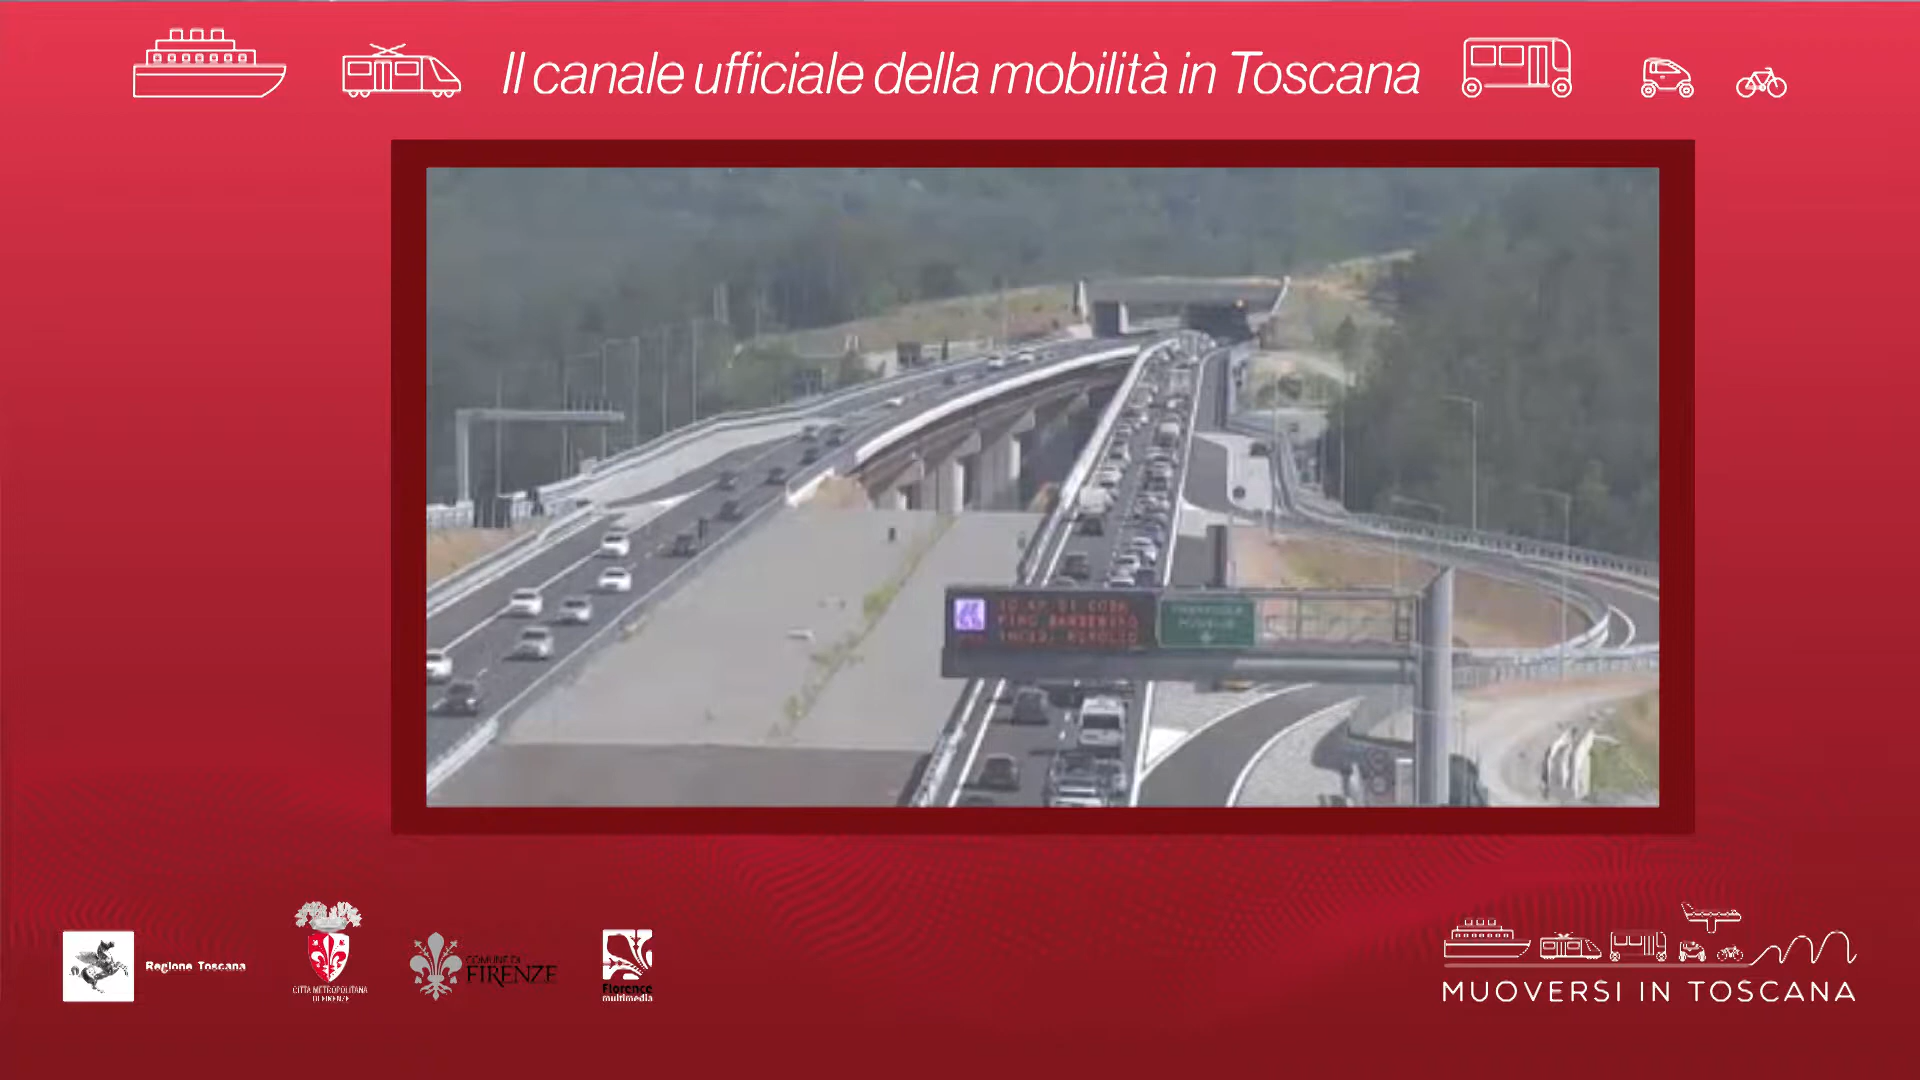 Il canale ufficiale della mobilità in Toscana
Regione Toscana
CITTÀ METROPOLITANA
DI FIRENZE
COMUNE DI
FIRENZE
Florence
multimedia
MUOVERSI IN TOSCANA